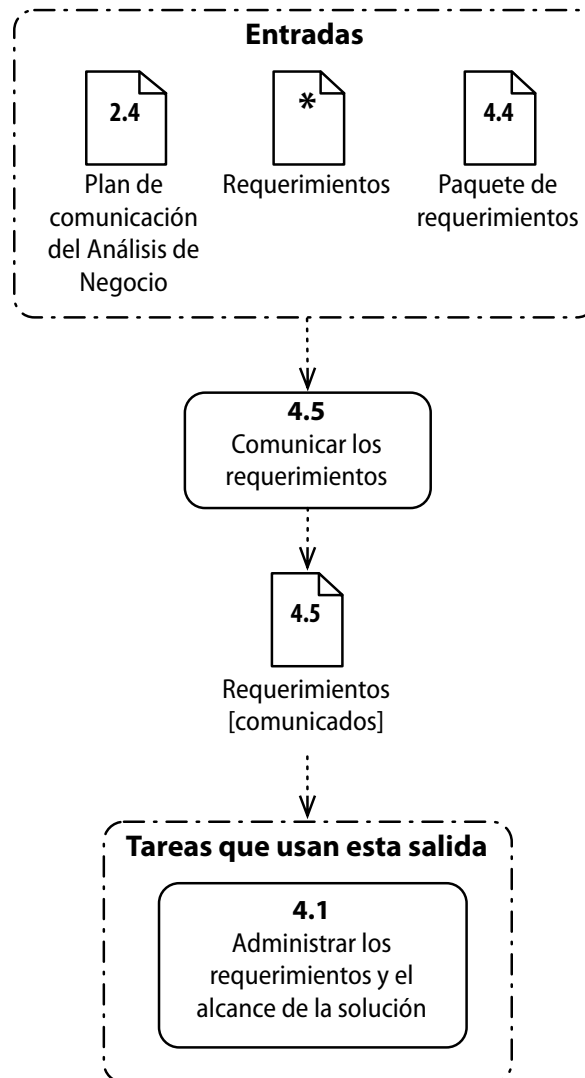 Entradas
2.4
*
4.4
Plan de
comunicación
del Análisis de
Negocio
Requerimientos
Paquete de
requerimientos
4.5
Comunicar los
requerimientos
4.5
Requerimientos
[comunicados]
Tareas que usan esta salida
4.1
Administrar los
requerimientos y el
alcance de la solución